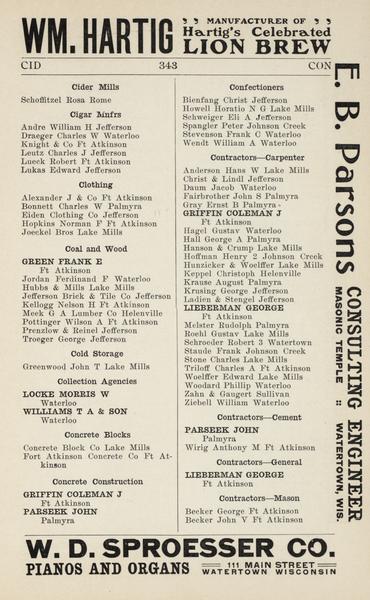 WM. HARTIG
MANUFACTURER OF
Hartig's Celebrated
LION BREW
CID 343 CON
Cider Mills
Schoffitzel Rosa Rome
Cigar Mnfrs
Andre William H Jefferson
Draeger Charles W Waterloo
Knight & Co Ft Atkinson
Leutz Charles J Jefferson
Lueck Robert Ft Atkinson
Lukas Edward Jefferson
Clothing
Alexander J & Co Ft Atkinson
Bonnett Charles W Palmyra
Eiden Clothing Co Jefferson
Hopkins Norman F Ft Atkinson
Joeckel Bros Lake Mills
Coal and Wood
GREEN FRANK E
Ft Atkinson
Jordan Ferdinand F Waterloo
Hubbs & Mills Lake Mills
Jefferson Brick & Tile Co Jefferson
Kellogg Nelson H Ft Atkinson
Meek G A Lumber Co Helenville
Pottinger Wilson A Ft Atkinson
Prenzlow & Reinel Jefferson
Troeger George Jefferson
Cold Storage
Greenwood John T Lake Mills
Collection Agencies
LOCKE MORRIS W
Waterloo
WILLIAMS T A & SON
Waterloo
Concrete Blocks
Concrete Block Co Lake Mills
Fort Atkinson Concrete Co Ft At-
kinson
Concrete Construction
GRIFFIN COLEMAN J
Ft Atkinson
PARSEEK JOHN
Palmyra
Confectioners
Bienfang Christ Jefferson
Howell Horatio N G Lake Mills
Schweiger Eli A Jefferson
Spangler Peter Johnson Creek
Stevenson Frank C Waterloo
Wendt William A Waterloo
Contractors—Carpenter
Anderson Hans W Lake Mills
Christ & Lindl Jefferson
Daum Jacob Waterloo
Fairbrother John S Palmyra
Gray Ernst B Palmyra
GRIFFIN COLEMAN J
Ft Atkinson
Hagel Gustav Waterloo
Hall George A Palmyra
Hanson & Crump Lake Mills
Hoffman Henry 2 Johnson Creek
Hunzicker & Woelffer Lake Mills
Keppel Christoph Helenville
Krause August Palmyra
Krusing George Jefferson
Ladien & Stengel Jefferson
LIEBERMAN GEORGE
Ft Atkinson
Melster Rudolph Palmyra
Roehl Gustav Lake Mills
Schroeder Robert 3 Watertown
Staude Frank Johnson Creek
Stone Charles Lake Mills
Triloff Charles A Ft Atkinson
Woelffer Edward Lake Mills
Woodard Phillip Waterloo
Zahn & Gaugert Sullivan
Ziebell William Waterloo
Contractors—Cement
PARSEEK JOHN
Palmyra
Wirig Anthony M Ft Atkinson
Contractors—General
LIEBERMAN GEORGE
Ft Atkinson
Contractors—Mason
Becker George Ft Atkinson
Becker John V Ft Atkinson
E. B. Parsons CONSULTING ENGINEER
MASONIC TEMPLE :: WATERTOWN, WIS.
W. D. SPROESSER CO.
PIANOS AND ORGANS
111 MAIN STREET
WATERTOWN WISCONSIN